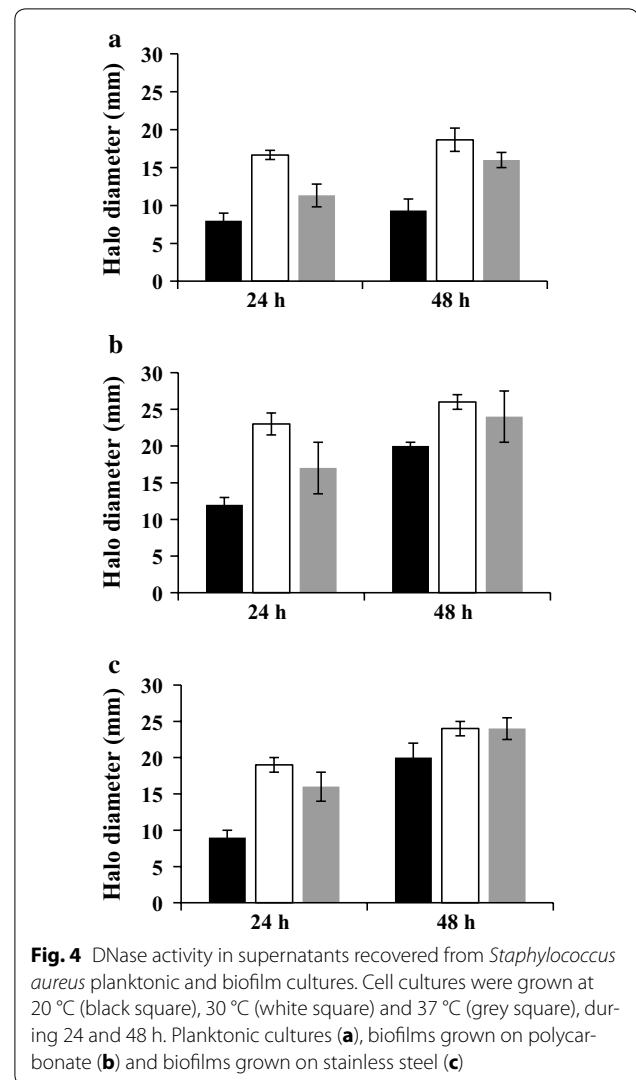 a
Halo diameter (mm)
30
25
20
15
10
5
0
24 h 48 h
b
Halo diameter (mm)
30
25
20
15
10
5
0
24 h 48 h
c
Halo diameter (mm)
30
25
20
15
10
5
0
24 h 48 h
Fig. 4 DNase activity in supernatants recovered from Staphylococcus
aureus planktonic and biofilm cultures. Cell cultures were grown at
20 °C (black square), 30 °C (white square) and 37 °C (grey square), dur-
ing 24 and 48 h. Planktonic cultures (a), biofilms grown on polycar-
bonate (b) and biofilms grown on stainless steel (c)